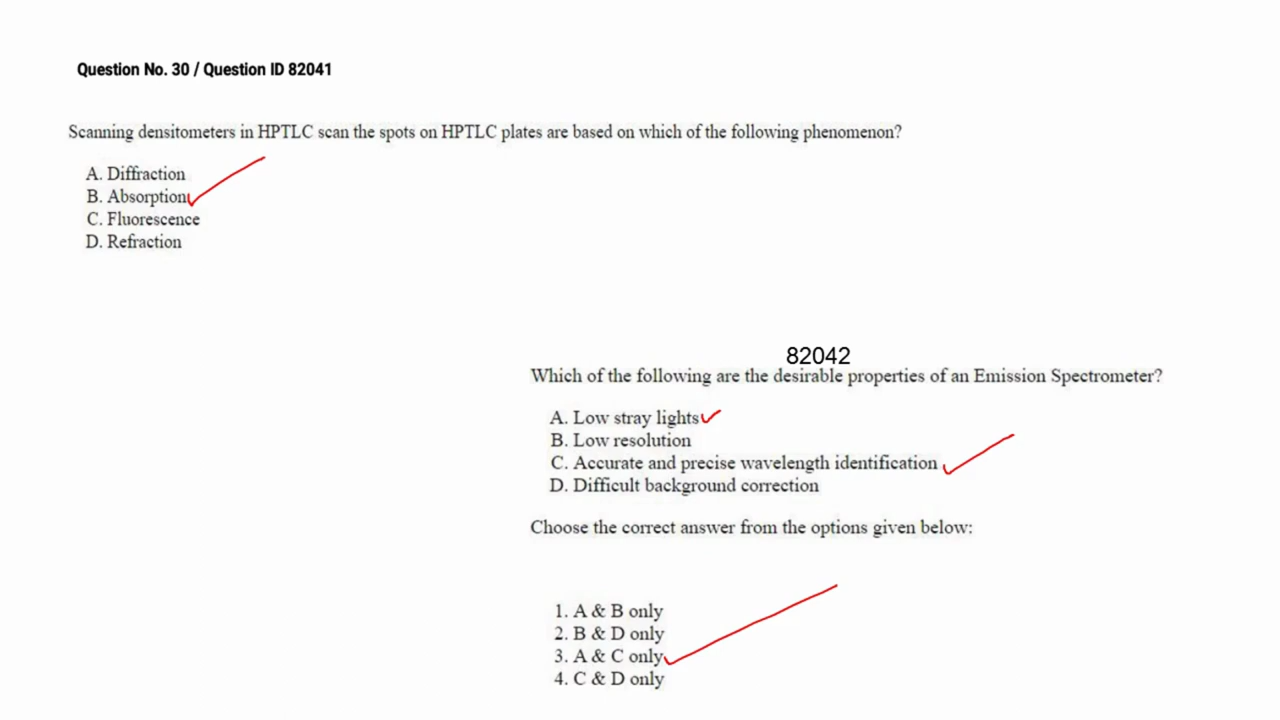 Question No. 30 / Question ID 82041
Scanning densitometers in HPTLC scan the spots on HPTLC plates are based on which of the following phenomenon?
A. Diffraction
B. Absorption
C. Fluorescence
D. Refraction
82042
Which of the following are the desirable properties of an Emission Spectrometer?
A. Low stray lights
B. Low resolution
C. Accurate and precise wavelength identification
D. Difficult background correction
Choose the correct answer from the options given below:
1. A & B only
2. B & D only
3. A & C only
4. C & D only